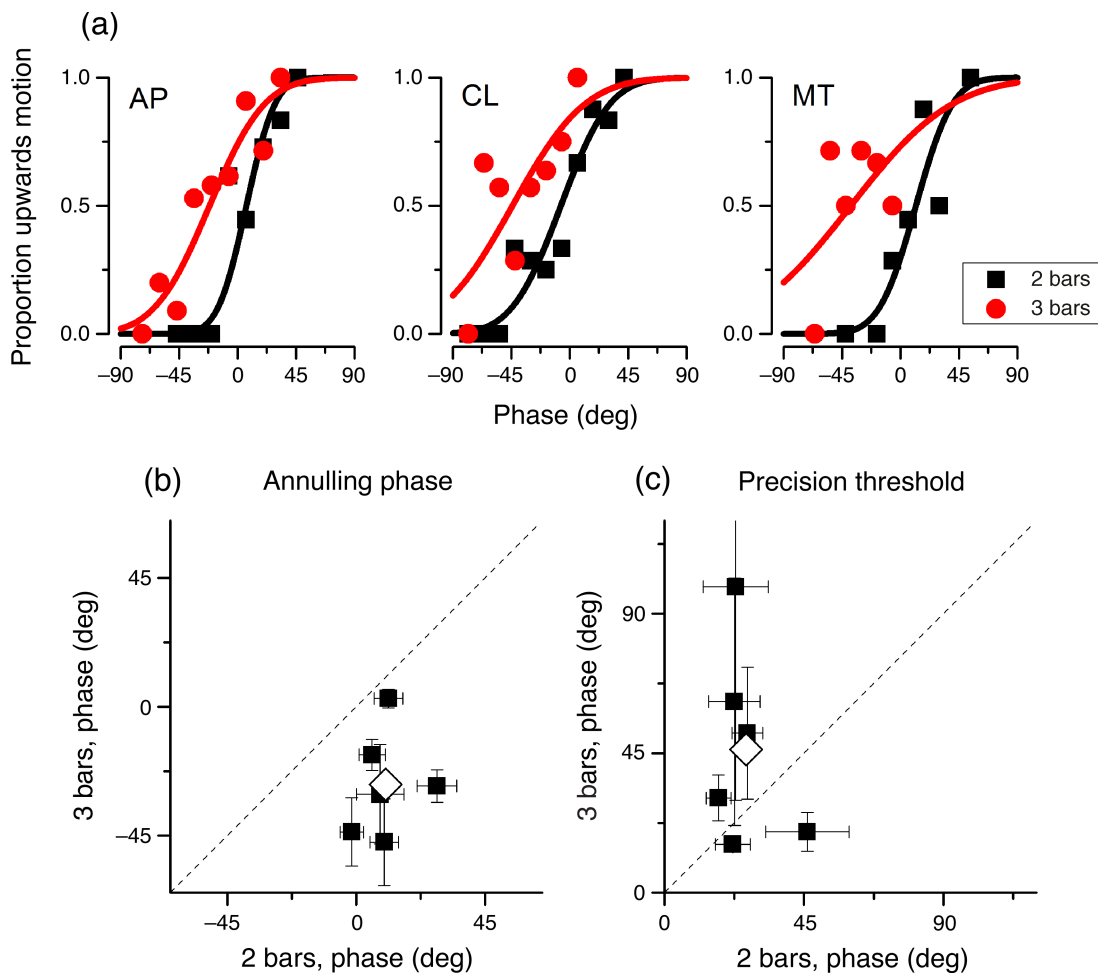 (a)
Proportion upwards motion
AP
CL
MT
1.0
0.5
0.0
1.0
0.5
0.0
1.0
0.5
0.0
2 bars
3 bars
−90 −45 0 45 90
−90 −45 0 45 90
−90 −45 0 45 90
Phase (deg)
(b)
Annulling phase
3 bars, phase (deg)
45
0
−45
−45 0 45
2 bars, phase (deg)
(c)
Precision threshold
3 bars, phase (deg)
90
45
0
0 45 90
2 bars, phase (deg)